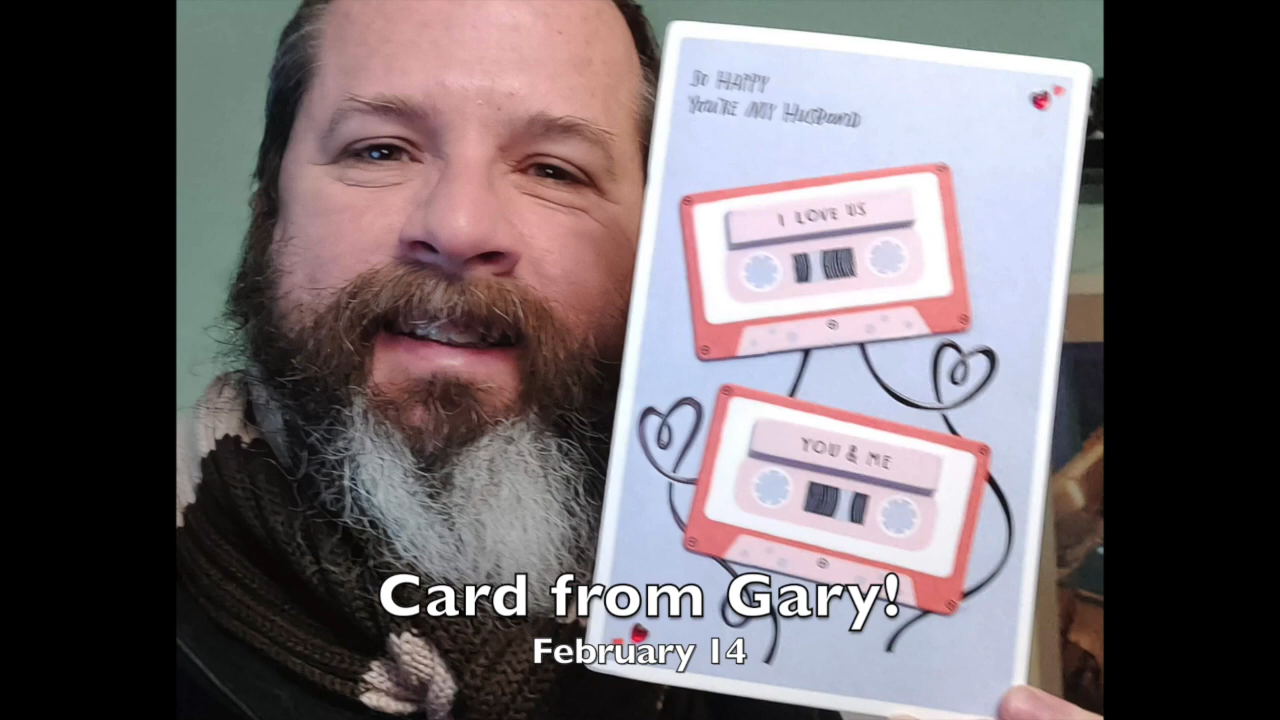 So HAPPY
You'RE MY HusBanD
I LOVE US
YOU & ME
Card from Gary!
February 14